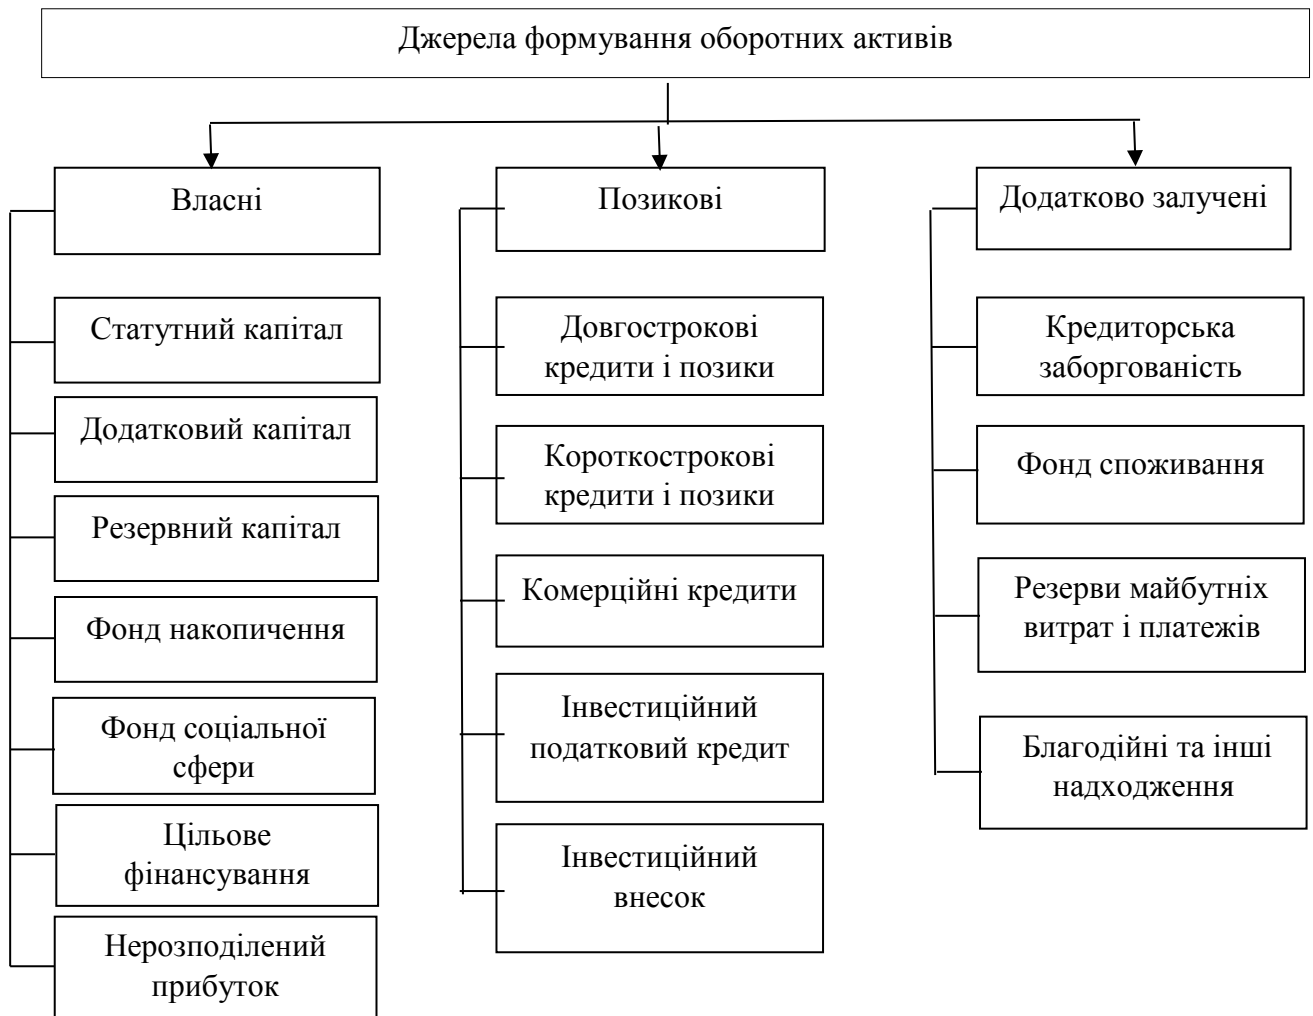 Джерела формування оборотних активів
Власні
Статутний капітал
Додатковий капітал
Резервний капітал
Фонд накопичення
Фонд соціальної
сфери
Цільове
фінансування
Нерозподілений
прибуток
Позикові
Довгострокові
кредити і позики
Короткострокові
кредити і позики
Комерційні кредити
Інвестиційний
податковий кредит
Інвестиційний
внесок
Додатково залучені
Кредиторська
заборгованість
Фонд споживання
Резерви майбутніх
витрат і платежів
Благодійні та інші
надходження